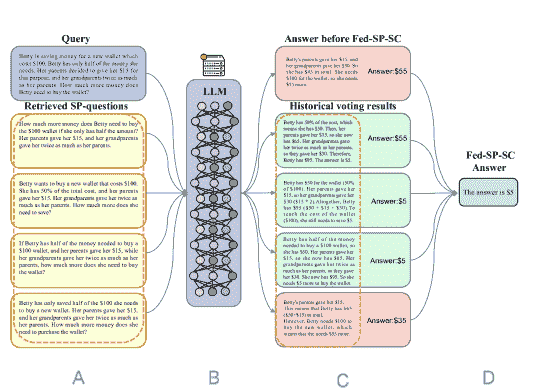 Query
Betty is saving money for a new wallet which
costs $100. Betty has only half of the money she
needs. Her parents decided to give her $15 for
this purpose, and her grandparents twice as much
as her parents. How much more money does
Betty need to buy the wallet?
Retrieved SP-questions
How much more money does Betty need to buy
the $100 wallet if she only has half the amount?
Her parents gave her $15, and her grandparents
gave her twice as much as her parents.
Betty wants to buy a new wallet that costs $100.
She has 50% of the total cost, and her parents
gave her $15. Her grandparents gave her twice as
much as her parents. How much more does she
need to save?
If Betty has half of the money needed to buy a
$100 wallet, and her parents gave her $15, while
her grandparents gave her twice as much as her
parents, how much more does she need to buy
the wallet?
Betty has only saved half of the $100 she needs
to buy a new wallet. Her parents gave her $15,
and her grandparents gave her twice as much as
her parents. How much more money does she
need to purchase the wallet?
LLM
Answer before Fed-SP-SC
Betty's parents gave her $15, and
her grandparents gave her $30. So
she has $45 in total. She needs
$100 for the wallet, so she needs
$55 more.
Answer:$55
Historical voting results
Betty has 50% of the cost, which
means she has $50. Then, her
parents gave her $15, so she now
has $65. Her grandparents gave
her twice as much as her parents,
so they gave her $30. Therefore,
Betty has $95. The answer is $5.
Answer:$55
Betty has $50 for the wallet (50%
of $100). Her parents gave her
$15, so her grandparents gave her
$30 ($15 * 2). Altogether, Betty
has $95 ($50 + $15 + $30). To
reach the cost of the wallet
($100), she still needs to save $5.
Answer:$5
Betty has half of the money
needed to buy a $100 wallet, so
she has $50. Her parents gave her
$15, so she now has $65. Her
grandparents gave her twice as
much as her parents, so they gave
her $30. She now has $95. So she
needs $5 more to buy the wallet
Answer:$5
Betty's parents gave her $15.
This means that Betty has $65
($50+$15) in total.
However, Betty needs $100 to
buy the new wallet, which
means that she needs $35 more.
Answer:$35
Fed-SP-SC
Answer
The answer is $5
A
B
C
D